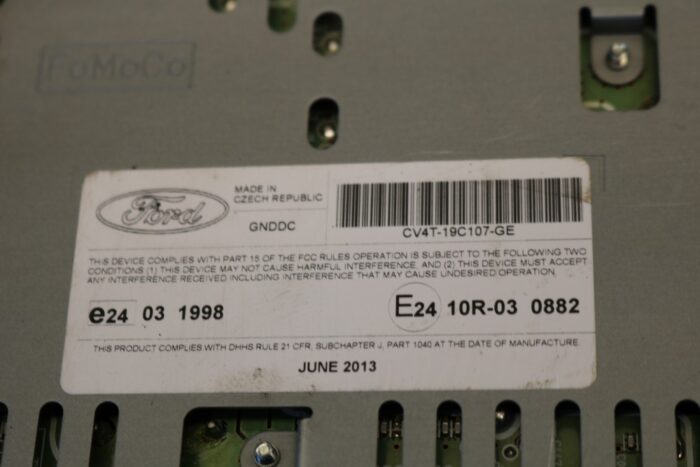 FoMoCo
Ford
MADE IN
CZECH REPUBLIC
GNDDC
CV4T-19C107-GE
THIS DEVICE COMPLIES WITH PART 15 OF THE FCC RULES OPERATION IS SUBJECT TO THE FOLLOWING TWO
CONDITIONS (1) THIS DEVICE MAY NOT CAUSE HARMFUL INTERFERENCE, AND (2) THIS DEVICE MUST ACCEPT
ANY INTERFERENCE RECEIVED INCLUDING INTERFERENCE THAT MAY CAUSE UNDESIRED OPERATION
e24 03 1998
E24 10R-03 0882
THIS PRODUCT COMPLIES WITH DHHS RULE 21 CFR, SUBCHAPTER J, PART 1040 AT THE DATE OF MANUFACTURE
JUNE 2013